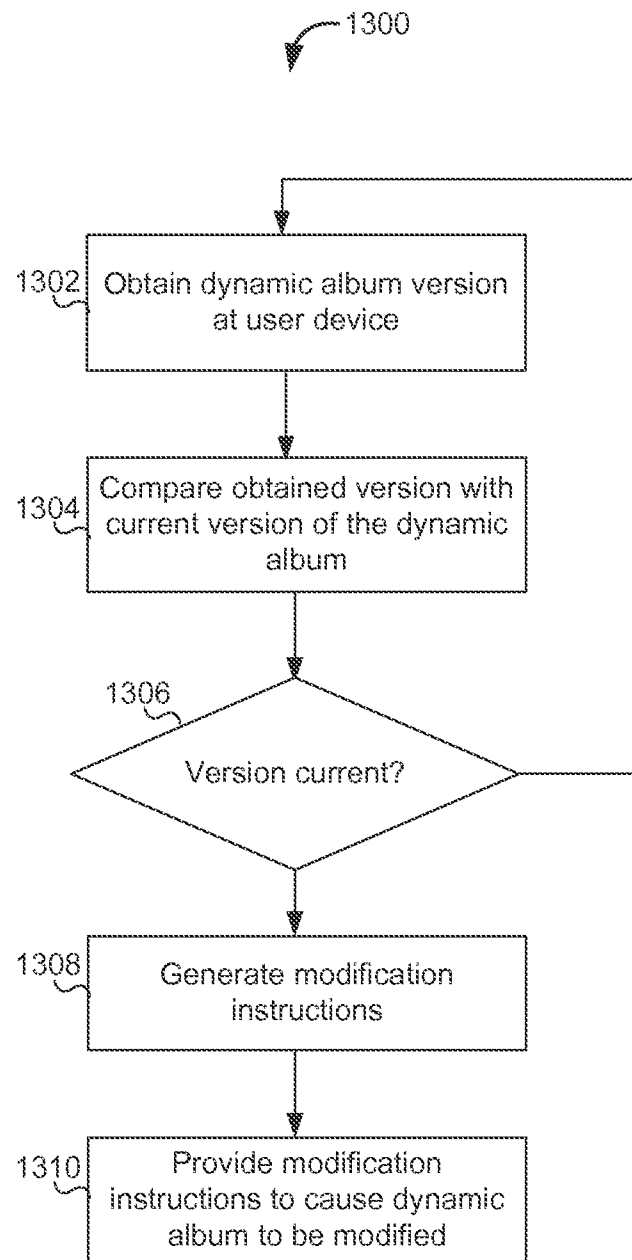 1300
1302
Obtain dynamic album version
at user device
1304
Compare obtained version with
current version of the dynamic
album
1306
Version current?
1308
Generate modification
instructions
1310
Provide modification
instructions to cause dynamic
album to be modified